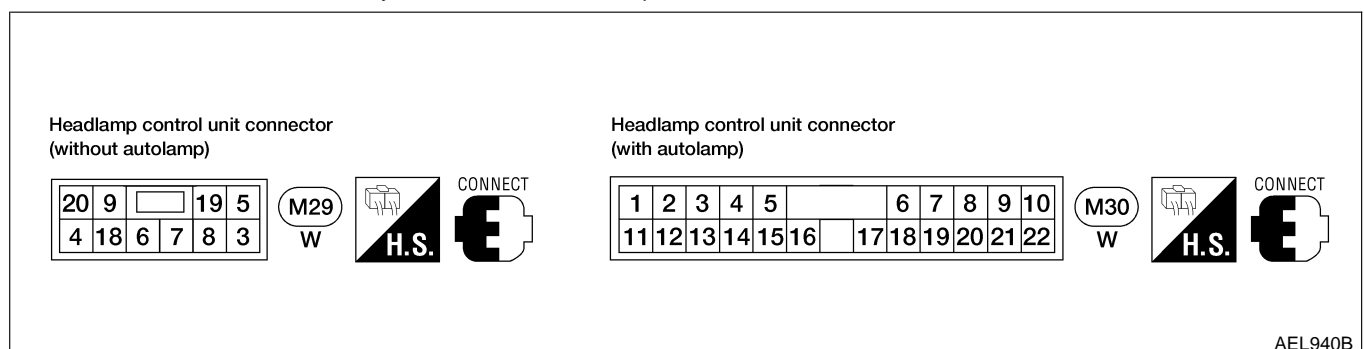 Headlamp control unit connector
(without autolamp)
20 9 19 5
4 18 6 7 8 3
M29
W
H.S.
CONNECT
Headlamp control unit connector
(with autolamp)
1 2 3 4 5 6 7 8 9 10
11 12 13 14 15 16 17 18 19 20 21 22
M30
W
H.S.
CONNECT
AEL940B